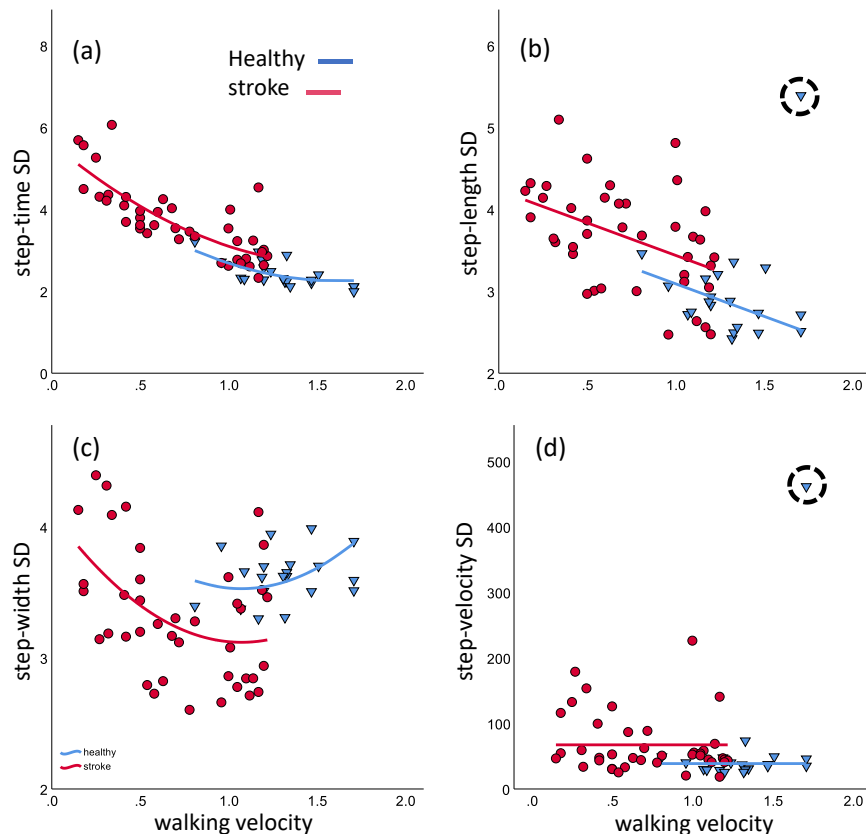 (a)
Healthy
stroke
step-time SD
8
6
4
2
0
.0
.5
1.0
1.5
2.0
(b)
step-length SD
6
5
4
3
2
.0
.5
1.0
1.5
2.0
(c)
step-width SD
4
3
2
healthy
stroke
.0
.5
1.0
1.5
2.0
walking velocity
(d)
step-velocity SD
500
400
300
200
100
50
0
.0
.5
1.0
1.5
2.0
walking velocity